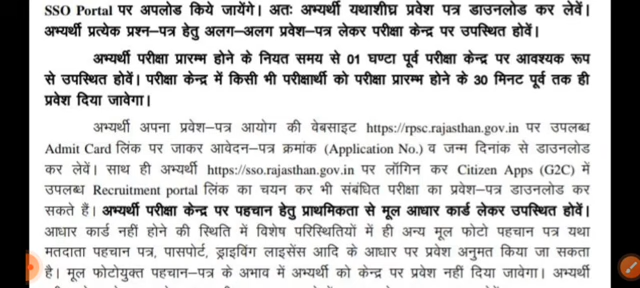 SSO Portal पर अपलोड किये जायेंगे। अतः अभ्यर्थी यथाशीघ्र प्रवेश पत्र डाउनलोड कर लेवें।
अभ्यर्थी प्रत्येक प्रश्न-पत्र हेतु अलग-अलग प्रवेश-पत्र लेकर परीक्षा केन्द्र पर उपस्थित होवें।
अभ्यर्थी परीक्षा प्रारम्भ होने के नियत समय से 01 घण्टा पूर्व परीक्षा केन्द्र पर आवश्यक रूप
से उपस्थित होवें। परीक्षा केन्द्र में किसी भी परीक्षार्थी को परीक्षा प्रारम्भ होने के 30 मिनट पूर्व तक ही
प्रवेश दिया जावेगा।
अभ्यर्थी अपना प्रवेश-पत्र आयोग की वेबसाइट https://rpsc.rajasthan.gov.in पर उपलब्ध
Admit Card लिंक पर जाकर आवेदन-पत्र क्रमांक (Application No.) व जन्म दिनांक से डाउनलोड
कर लेवें। साथ ही अभ्यर्थी https://sso.rajasthan.gov.in पर लॉगिन कर Citizen Apps (G2C) में
उपलब्ध Recruitment portal लिंक का चयन कर भी संबंधित परीक्षा का प्रवेश-पत्र डाउनलोड कर
सकते हैं। अभ्यर्थी परीक्षा केन्द्र पर पहचान हेतु प्राथमिकता से मूल आधार कार्ड लेकर उपस्थित होवें।
आधार कार्ड नहीं होने की स्थिति में विशेष परिस्थितियों में ही अन्य मूल फोटो पहचान पत्र यथा
मतदाता पहचान पत्र, पासपोर्ट, ड्राइविंग लाइसेंस आदि के आधार पर प्रवेश अनुमत किया जा सकता
है। मूल फोटोयुक्त पहचान-पत्र के अभाव में अभ्यर्थी को केन्द्र पर प्रवेश नहीं दिया जावेगा। अभ्यर्थी